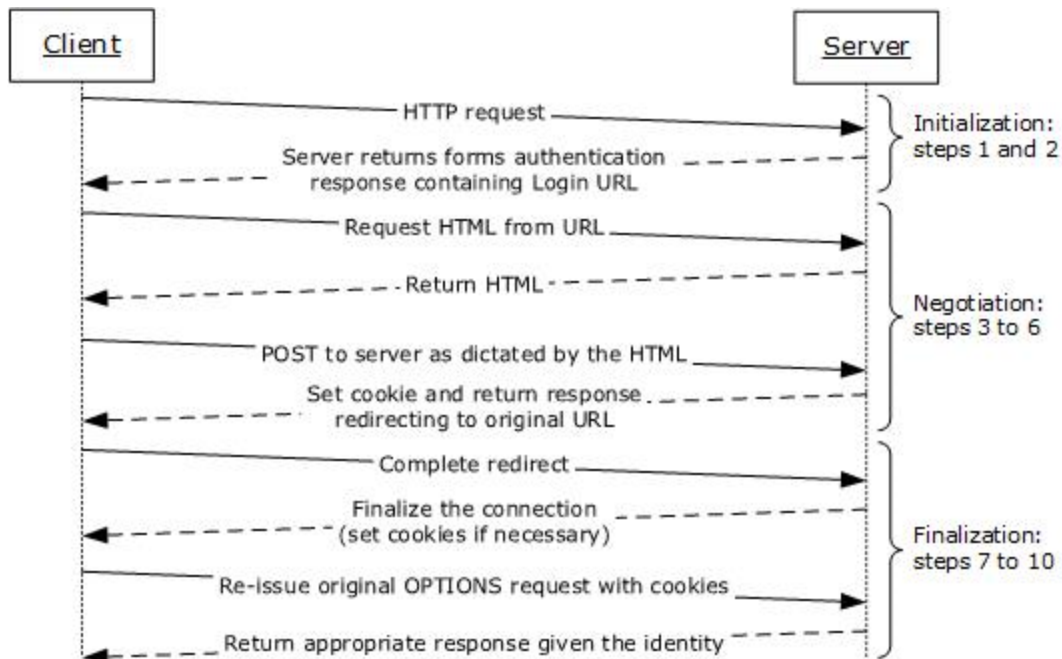 Client
Server
HTTP request
Server returns forms authentication
response containing Login URL
Initialization:
steps 1 and 2
Request HTML from URL
Return HTML
POST to server as dictated by the HTML
Set cookie and return response
redirecting to original URL
Negotiation:
steps 3 to 6
Complete redirect
Finalize the connection
(set cookies if necessary)
Re-issue original OPTIONS request with cookies
Return appropriate response given the identity
Finalization:
steps 7 to 10